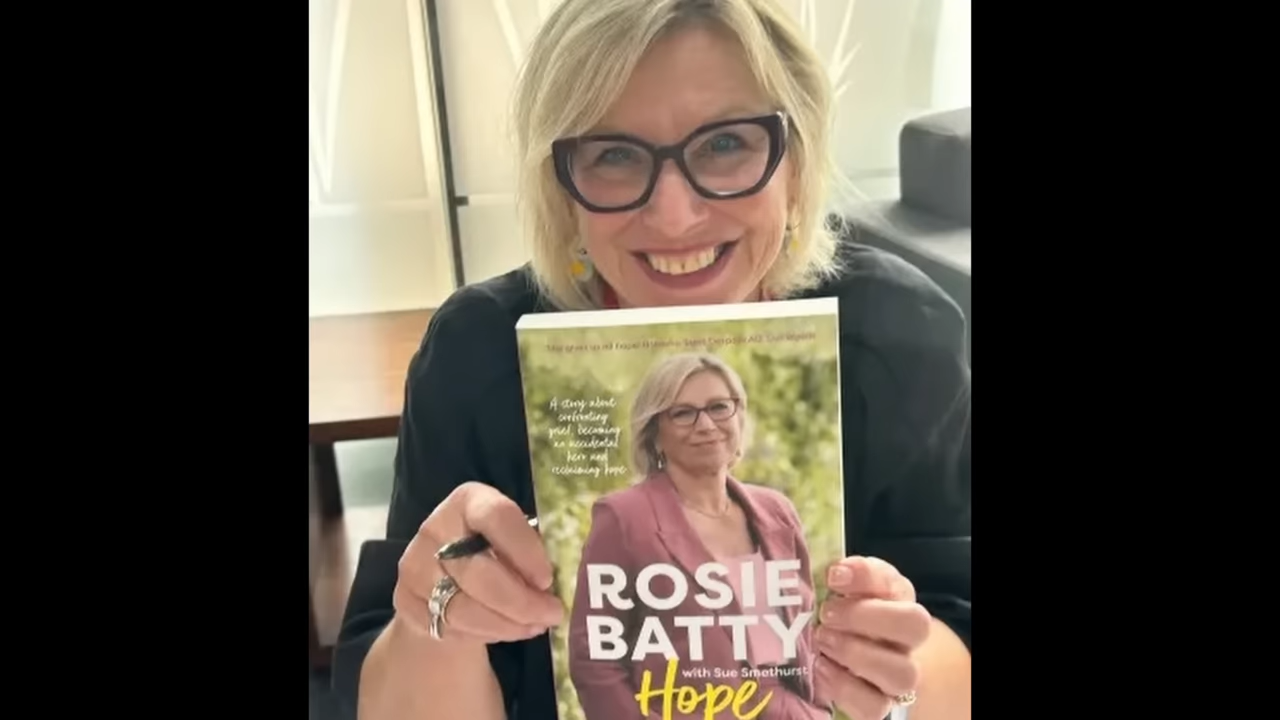 A story about
confronting
grief, becoming
an accidental
hero and
reclaiming hope
ROSIE
BATTY
with Sue Smethurst
Hope